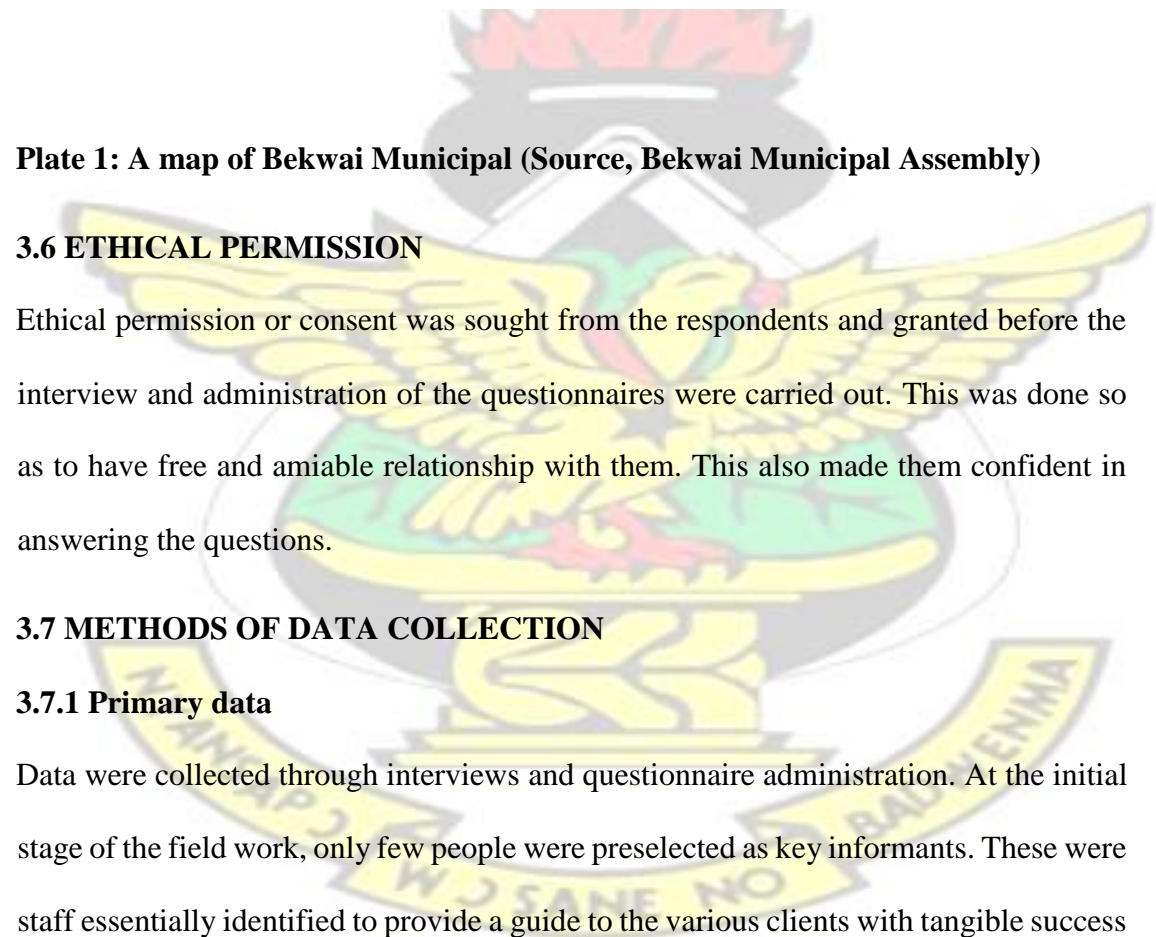 Plate 1: A map of Bekwai Municipal (Source, Bekwai Municipal Assembly)
3.6 ETHICAL PERMISSION
Ethical permission or consent was sought from the respondents and granted before the
interview and administration of the questionnaires were carried out. This was done so
as to have free and amiable relationship with them. This also made them confident in
answering the questions.
3.7 METHODS OF DATA COLLECTION
3.7.1 Primary data
Data were collected through interviews and questionnaire administration. At the initial
stage of the field work, only few people were preselected as key informants. These were
staff essentially identified to provide a guide to the various clients with tangible success
NYANSAPƆ WƆSANE NO BADWENMA